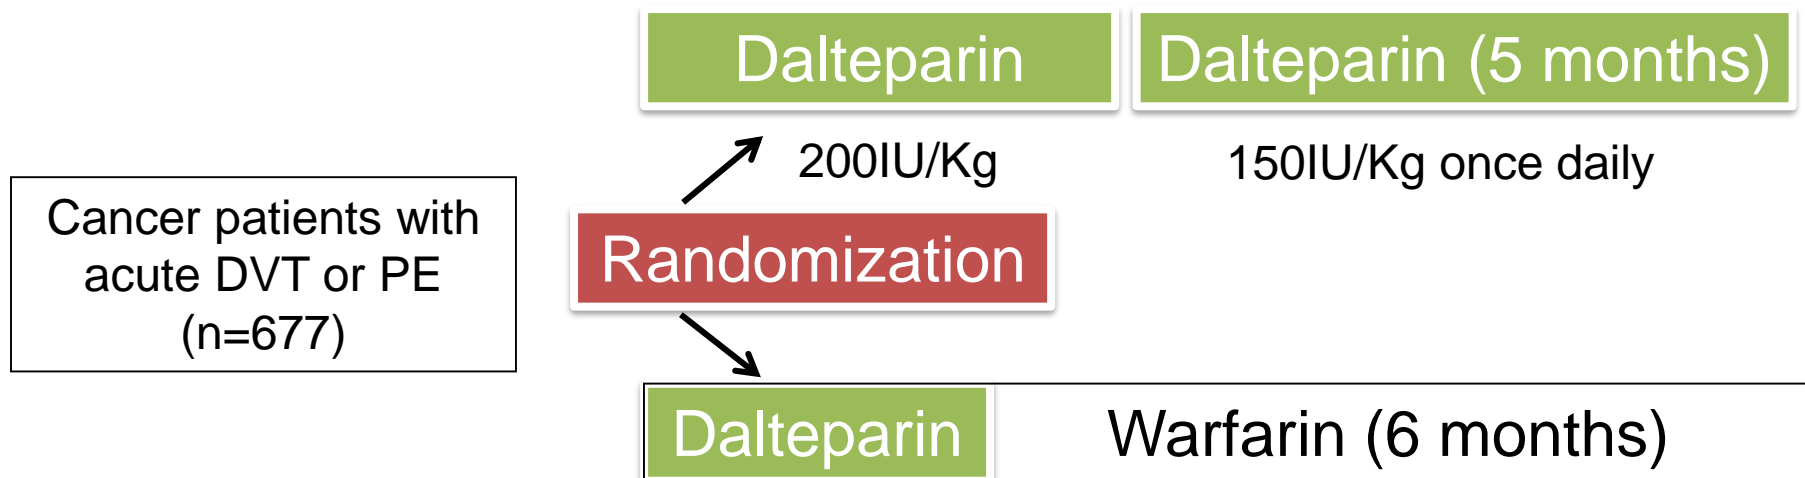 Dalteparin
Dalteparin (5 months)
200IU/Kg
150IU/Kg once daily
Cancer patients with
acute DVT or PE
(n=677)
Randomization
Dalteparin
Warfarin (6 months)